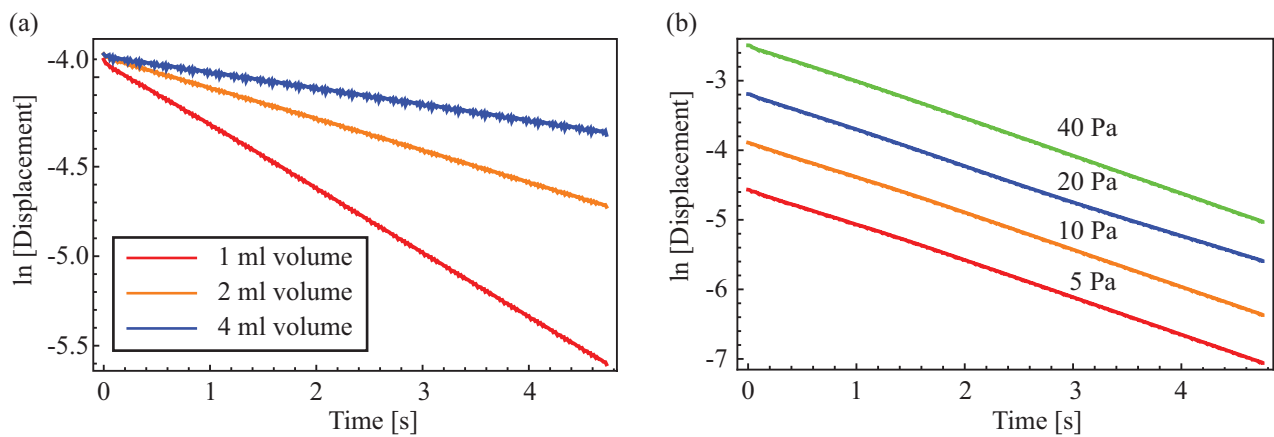 (a)
ln [Displacement]
-4.0
-4.5
-5.0
-5.5
1 ml volume
2 ml volume
4 ml volume
0 1 2 3 4
Time [s]
(b)
ln [Displacement]
-3
-4
-5
-6
-7
40 Pa
20 Pa
10 Pa
5 Pa
0 1 2 3 4
Time [s]